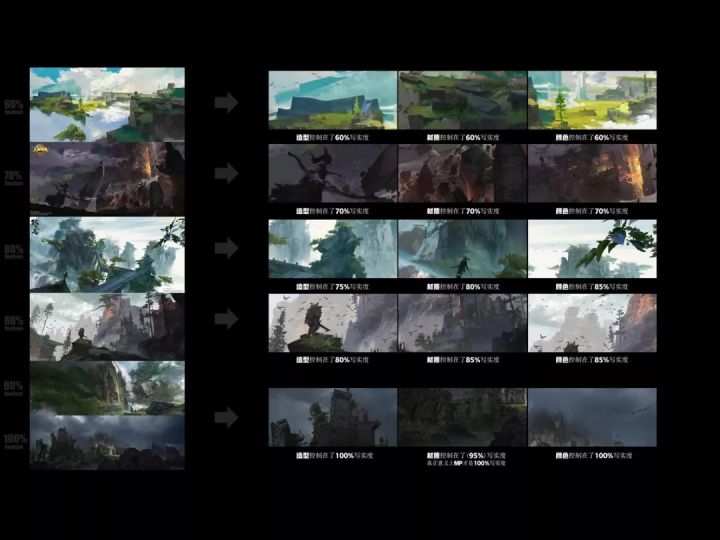 60%
Realism
造型控制在了60%写实度
材质控制在了60%写实度
颜色控制在了60%写实度
70%
Realism
造型控制在了70%写实度
材质控制在了70%写实度
颜色控制在了70%写实度
80%
Realism
造型控制在了75%写实度
材质控制在了80%写实度
颜色控制在了85%写实度
80%
Realism
造型控制在了80%写实度
材质控制在了85%写实度
颜色控制在了85%写实度
90%
Realism
100%
Realism
造型控制在了100%写实度
材质控制在了(95%)写实度
真正意义上MP才是100%写实度
颜色控制在了100%写实度